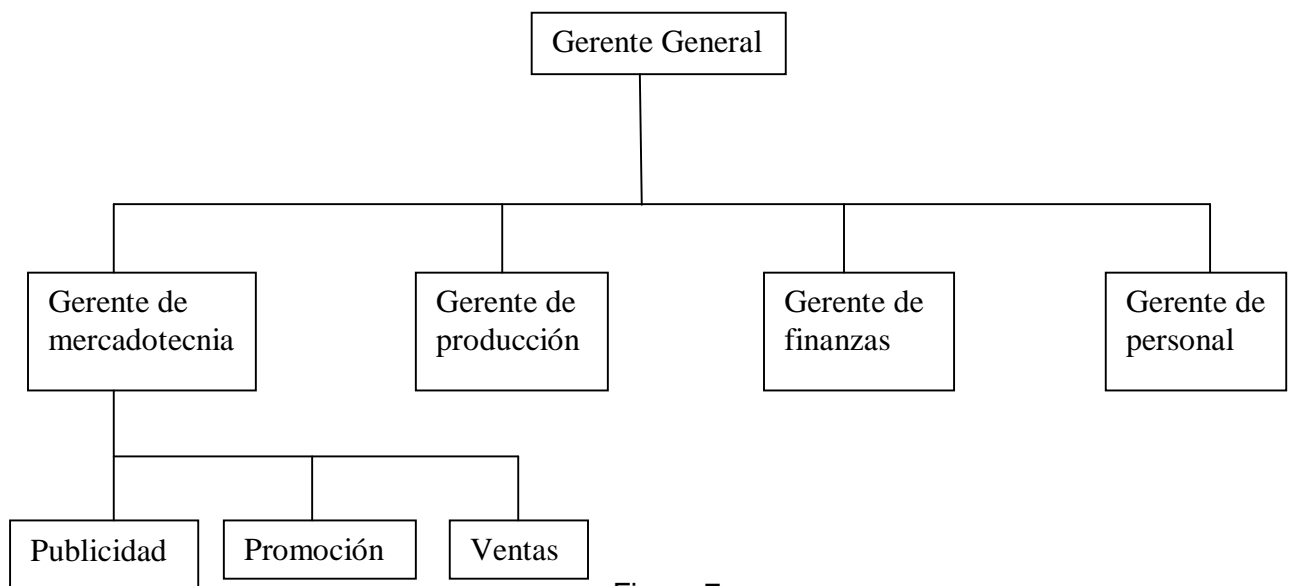 Gerente General
Gerente de
mercadotecnia
Gerente de
producción
Gerente de
finanzas
Gerente de
personal
Publicidad
Promoción
Ventas